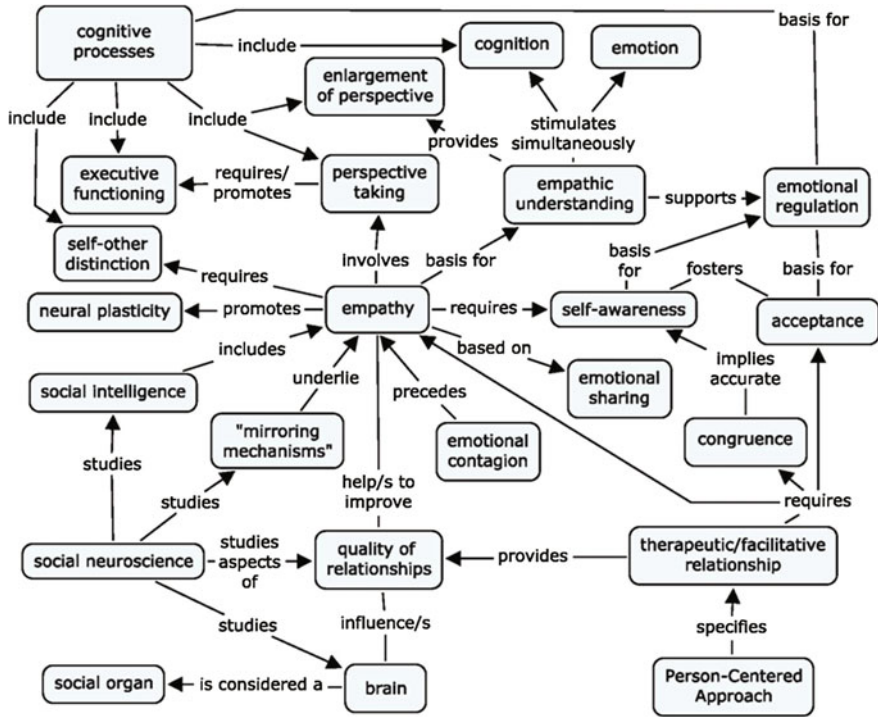 cognitive
processes
include
cognition
emotion
basis for
enlargement
of perspective
include
include
include
provides
stimulates
simultaneously
executive
functioning
requires/
promotes
perspective
taking
empathic
understanding
supports
emotional
regulation
self-other
distinction
requires
involves
basis for
basis
for
fosters
basis for
neural plasticity
promotes
empathy
requires
self-awareness
acceptance
includes
underlie
based on
implies
accurate
social intelligence
precedes
emotional
sharing
"mirroring
mechanisms"
emotional
contagion
congruence
studies
studies
help/s to
improve
requires
social neuroscience
studies
aspects
of
quality of
relationships
provides
therapeutic/facilitative
relationship
studies
influence/s
specifies
social organ
is considered a
brain
Person-Centered
Approach